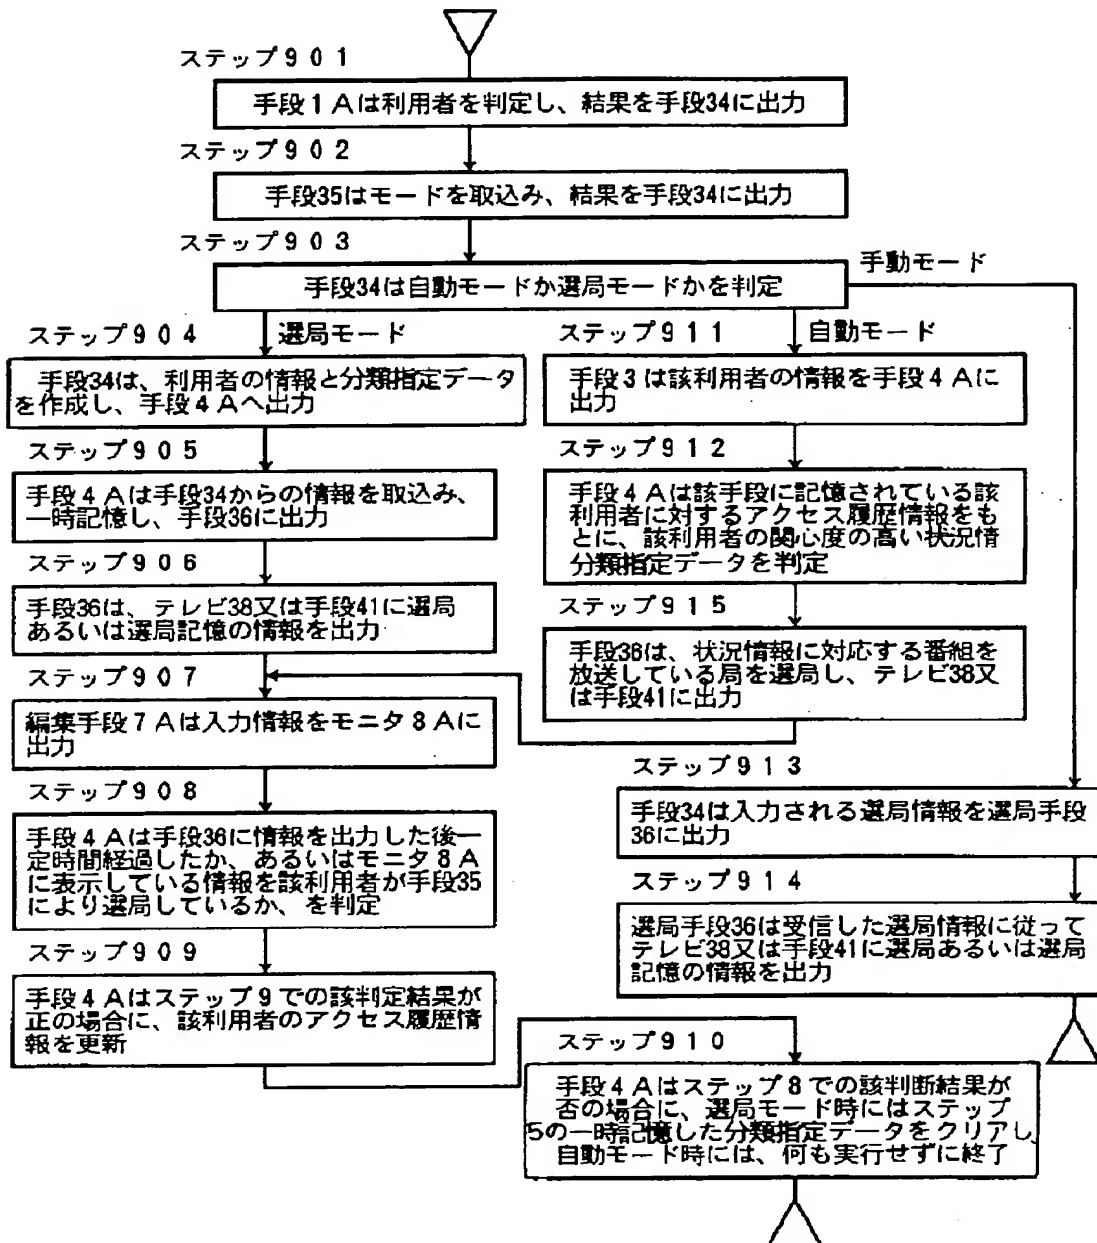 ステップ901
手段1Aは利用者を判定し、結果を手段34に出力
ステップ902
手段35はモードを取込み、結果を手段34に出力
ステップ903
手段34は自動モードか選局モードかを判定
手動モード
ステップ904
選局モード
手段34は、利用者の情報と分類指定データ
を作成し、手段4Aへ出力
ステップ905
手段4Aは手段34からの情報を取込み、
一時記憶し、手段36に出力
ステップ906
手段36は、テレビ38又は手段41に選局
あるいは選局記憶の情報を出力
ステップ907
編集手段7Aは入力情報をモニタ8Aに
出力
ステップ908
手段4Aは手段36に情報を出力した後一
定時間経過したか、あるいはモニタ8A
に表示している情報を該利用者が手段35
により選局しているか、を判定
ステップ909
手段4Aはステップ9での該判定結果が
正の場合に、該利用者のアクセス履歴情
報を更新
ステップ911
自動モード
手段3は該利用者の情報を手段4Aに
出力
ステップ912
手段4Aは該手段に記憶されている該
利用者に対するアクセス履歴情報をも
とに、該利用者の関心度の高い状況情
分類指定データを判定
ステップ915
手段36は、状況情報に対応する番組を
放送している局を選局し、テレビ38又
は手段41に出力
ステップ913
手段34は入力される選局情報を選局手段
36に出力
ステップ914
選局手段36は受信した選局情報に従って
テレビ38又は手段41に選局あるいは選局
記憶の情報を出力
ステップ910
手段4Aはステップ8での該判断結果が
否の場合に、選局モード時にはステップ
5の一時記憶した分類指定データをクリアし
自動モード時には、何も実行せずに終了